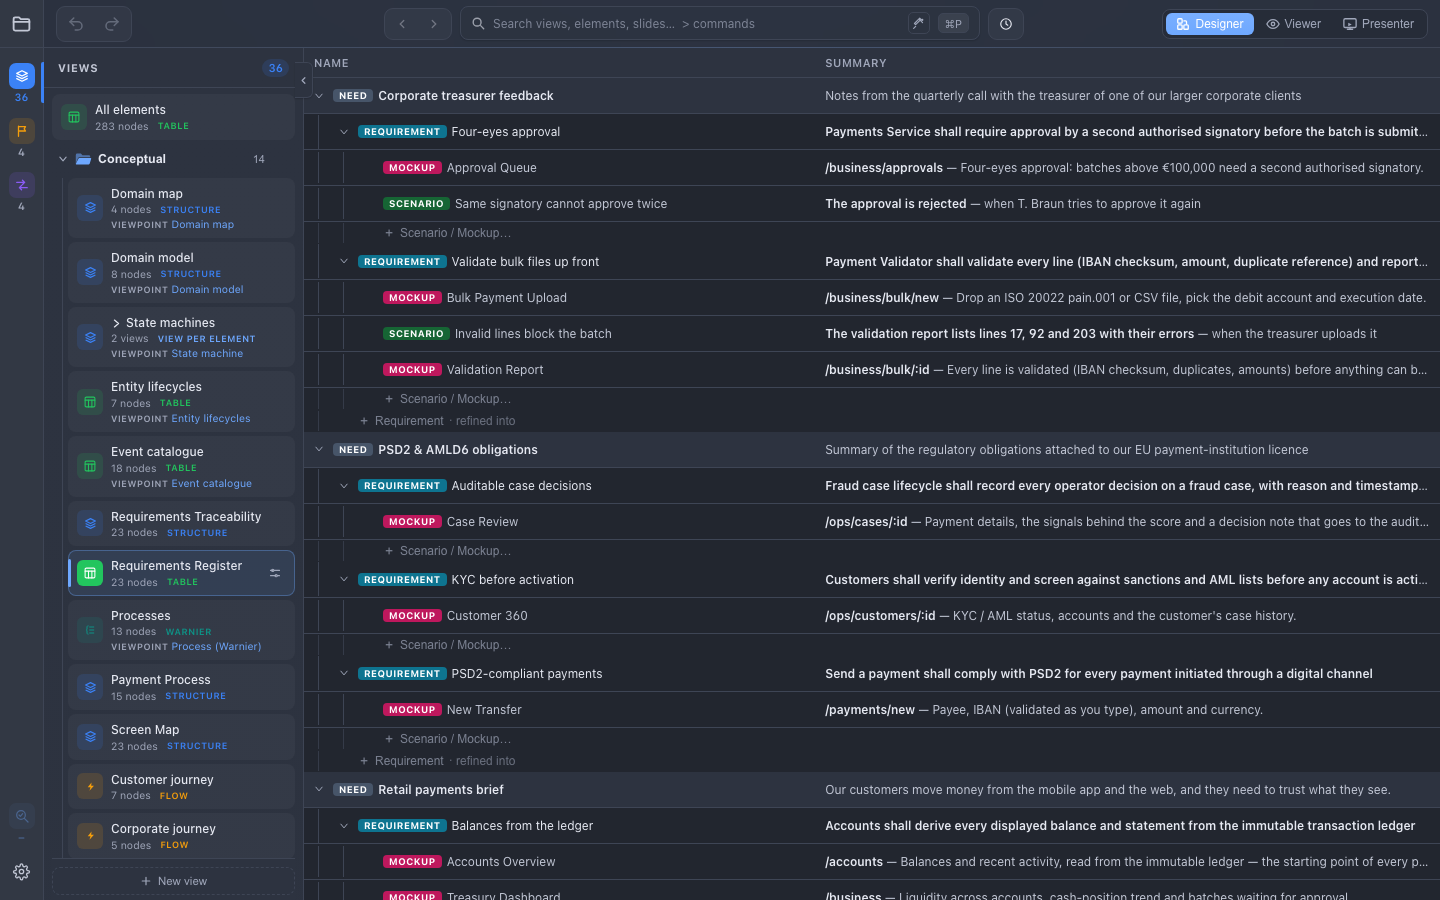 Search views, elements, slides... > commands
⌘P
Designer
Viewer
Presenter
36
4
4
–
VIEWS
36
All elements
283 nodes TABLE
Conceptual
14
Domain map
4 nodes STRUCTURE
VIEWPOINT Domain map
Domain model
8 nodes STRUCTURE
VIEWPOINT Domain model
State machines
2 views VIEW PER ELEMENT
VIEWPOINT State machine
Entity lifecycles
7 nodes TABLE
VIEWPOINT Entity lifecycles
Event catalogue
18 nodes TABLE
VIEWPOINT Event catalogue
Requirements Traceability
23 nodes STRUCTURE
Requirements Register
23 nodes TABLE
Processes
13 nodes WARNIER
VIEWPOINT Process (Warnier)
Payment Process
15 nodes STRUCTURE
Screen Map
23 nodes STRUCTURE
Customer journey
7 nodes FLOW
Corporate journey
5 nodes FLOW
+ New view
NAME SUMMARY
NEED Corporate treasurer feedback Notes from the quarterly call with the treasurer of one of our larger corporate clients
REQUIREMENT Four-eyes approval Payments Service shall require approval by a second authorised signatory before the batch is submit...
MOCKUP Approval Queue /business/approvals — Four-eyes approval: batches above €100,000 need a second authorised signatory.
SCENARIO Same signatory cannot approve twice The approval is rejected — when T. Braun tries to approve it again
+ Scenario / Mockup...
REQUIREMENT Validate bulk files up front Payment Validator shall validate every line (IBAN checksum, amount, duplicate reference) and report...
MOCKUP Bulk Payment Upload /business/bulk/new — Drop an ISO 20022 pain.001 or CSV file, pick the debit account and execution date.
SCENARIO Invalid lines block the batch The validation report lists lines 17, 92 and 203 with their errors — when the treasurer uploads it
MOCKUP Validation Report /business/bulk/:id — Every line is validated (IBAN checksum, duplicates, amounts) before anything can b...
+ Scenario / Mockup...
+ Requirement · refined into
NEED PSD2 & AMLD6 obligations Summary of the regulatory obligations attached to our EU payment-institution licence
REQUIREMENT Auditable case decisions Fraud case lifecycle shall record every operator decision on a fraud case, with reason and timestamp...
MOCKUP Case Review /ops/cases/:id — Payment details, the signals behind the score and a decision note that goes to the audit...
+ Scenario / Mockup...
REQUIREMENT KYC before activation Customers shall verify identity and screen against sanctions and AML lists before any account is acti...
MOCKUP Customer 360 /ops/customers/:id — KYC / AML status, accounts and the customer's case history.
+ Scenario / Mockup...
REQUIREMENT PSD2-compliant payments Send a payment shall comply with PSD2 for every payment initiated through a digital channel
MOCKUP New Transfer /payments/new — Payee, IBAN (validated as you type), amount and currency.
+ Scenario / Mockup...
+ Requirement · refined into
NEED Retail payments brief Our customers move money from the mobile app and the web, and they need to trust what they see.
REQUIREMENT Balances from the ledger Accounts shall derive every displayed balance and statement from the immutable transaction ledger
MOCKUP Accounts Overview /accounts — Balances and recent activity, read from the immutable ledger — the starting point of every p...
MOCKUP Treasury Dashboard /business — Liquidity across accounts, cash-position trend and batches waiting for approval